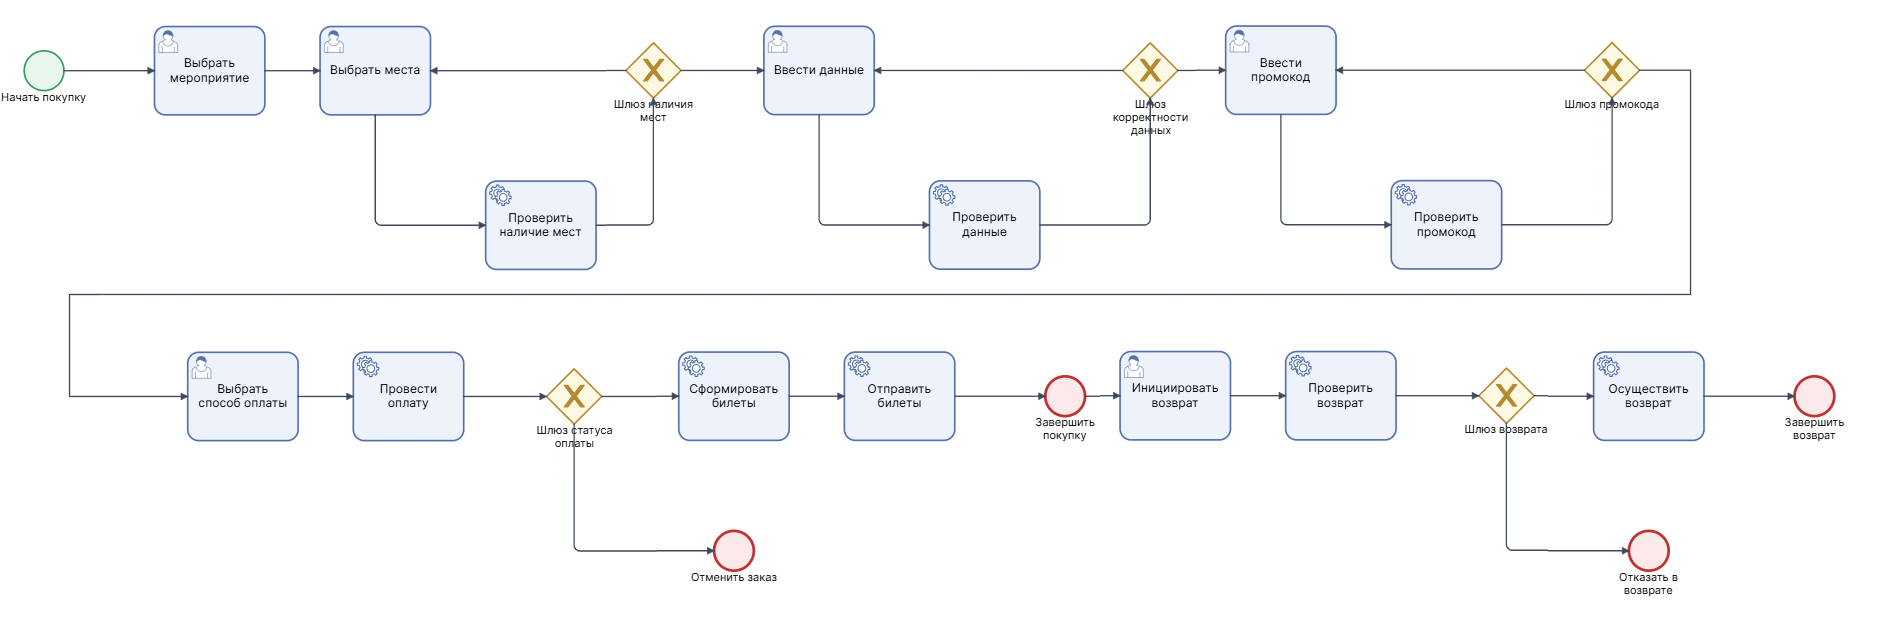 Начать покупку
Выбрать
мероприятие
Выбрать места
Шлюз наличия
мест
Ввести данные
Шлюз
корректности
данных
Ввести
промокод
Шлюз промокода
Проверить
наличие мест
Проверить
данные
Проверить
промокод
Выбрать
способ оплаты
Провести
оплату
Шлюз статуса
оплаты
Сформировать
билеты
Отправить
билеты
Завершить
покупку
Инициировать
возврат
Проверить
возврат
Шлюз возврата
Осуществить
возврат
Завершить
возврат
Отменить заказ
Отказать в
возврате